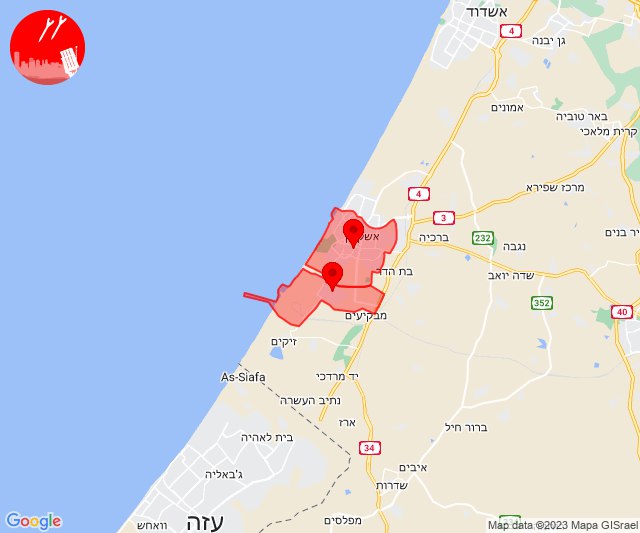 אשדוד
4
גן יבנה
אמונים
באר טוביה
קרית מלאכי
מרכז שפירא
4
3
ברכיה
232
נגבה
יר בנים
בת הדר
שדה יואב
352
40
מבקיעים
זיקים
As-Siafa
יד מרדכי
נתיב העשרה
ארז
ברור חיל
בית לאהיה
34
ג'באליה
איבים
שדרות
עזה
וואחש
מפלסים
Google
Map data ©2023 Mapa GISrael